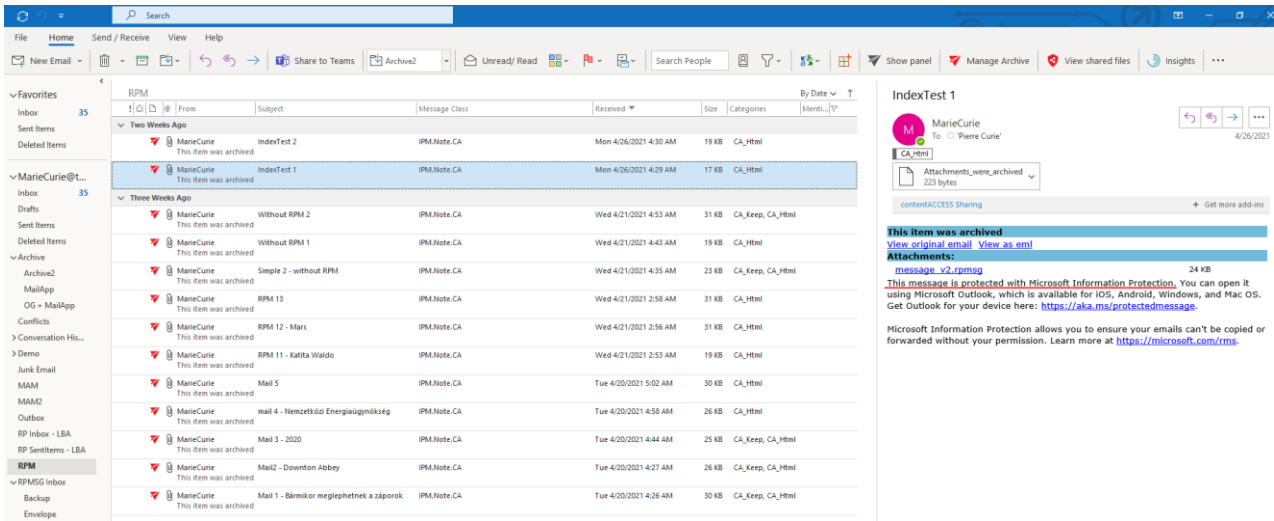 Search
File Home Send / Receive View Help
New Email Share to Teams Archive2 Unread/ Read Search People Show panel Manage Archive View shared files Insights
Favorites
Inbox 35
Sent Items
Deleted Items
MarieCurie@t...
Inbox 35
Drafts
Sent Items
Deleted Items
Archive
Archive2
MailApp
OG + MailApp
Conflicts
Conversation His...
Demo
Junk Email
MAM
MAM2
Outbox
RP Inbox - LBA
RP SentItems - LBA
RPM
RPMSG inbox
Backup
Envelope
RPM By Date
! From Subject Message Class Received Size Categories Menti...
Two Weeks Ago
MarieCurie IndexTest 2 IPM.Note.CA Mon 4/26/2021 4:30 AM 19 KB CA_Html
This item was archived
MarieCurie IndexTest 1 IPM.Note.CA Mon 4/26/2021 4:29 AM 17 KB CA_Html
This item was archived
Three Weeks Ago
MarieCurie Without RPM 2 IPM.Note.CA Wed 4/21/2021 4:53 AM 31 KB CA_Keep, CA_Html
This item was archived
MarieCurie Without RPM 1 IPM.Note.CA Wed 4/21/2021 4:43 AM 19 KB CA_Html
This item was archived
MarieCurie Simple 2 - without RPM IPM.Note.CA Wed 4/21/2021 4:35 AM 23 KB CA_Keep, CA_Html
This item was archived
MarieCurie RPM 13 IPM.Note.CA Wed 4/21/2021 2:58 AM 31 KB CA_Html
This item was archived
MarieCurie RPM 12 - Mars IPM.Note.CA Wed 4/21/2021 2:56 AM 31 KB CA_Html
This item was archived
MarieCurie RPM 11 - Katita Waldo IPM.Note.CA Wed 4/21/2021 2:53 AM 19 KB CA_Html
This item was archived
MarieCurie Mail 5 IPM.Note.CA Tue 4/20/2021 5:02 AM 30 KB CA_Html
This item was archived
MarieCurie mail 4 - Nemzetközi Energiaügynökség IPM.Note.CA Tue 4/20/2021 4:58 AM 26 KB CA_Html
This item was archived
MarieCurie Mail 3 - 2020 IPM.Note.CA Tue 4/20/2021 4:44 AM 25 KB CA_Keep, CA_Html
This item was archived
MarieCurie Mail2 - Downton Abbey IPM.Note.CA Tue 4/20/2021 4:27 AM 26 KB CA_Keep, CA_Html
This item was archived
MarieCurie Mail 1 - Bármikor meglephetnek a záporok IPM.Note.CA Tue 4/20/2021 4:26 AM 30 KB CA_Keep, CA_Html
This item was archived
IndexTest 1
M
MarieCurie
To 'Pierre Curie' 4/26/2021
CA_Html
Attachments_were_archived
223 bytes
contentACCESS Sharing + Get more add-ins
This item was archived
View original email View as eml
Attachments:
message_v2.rpmsg 24 KB
This message is protected with Microsoft Information Protection. You can open it
using Microsoft Outlook, which is available for iOS, Android, Windows, and Mac OS.
Get Outlook for your device here: https://aka.ms/protectedmessage.
Microsoft Information Protection allows you to ensure your emails can't be copied or
forwarded without your permission. Learn more at https://microsoft.com/rms.